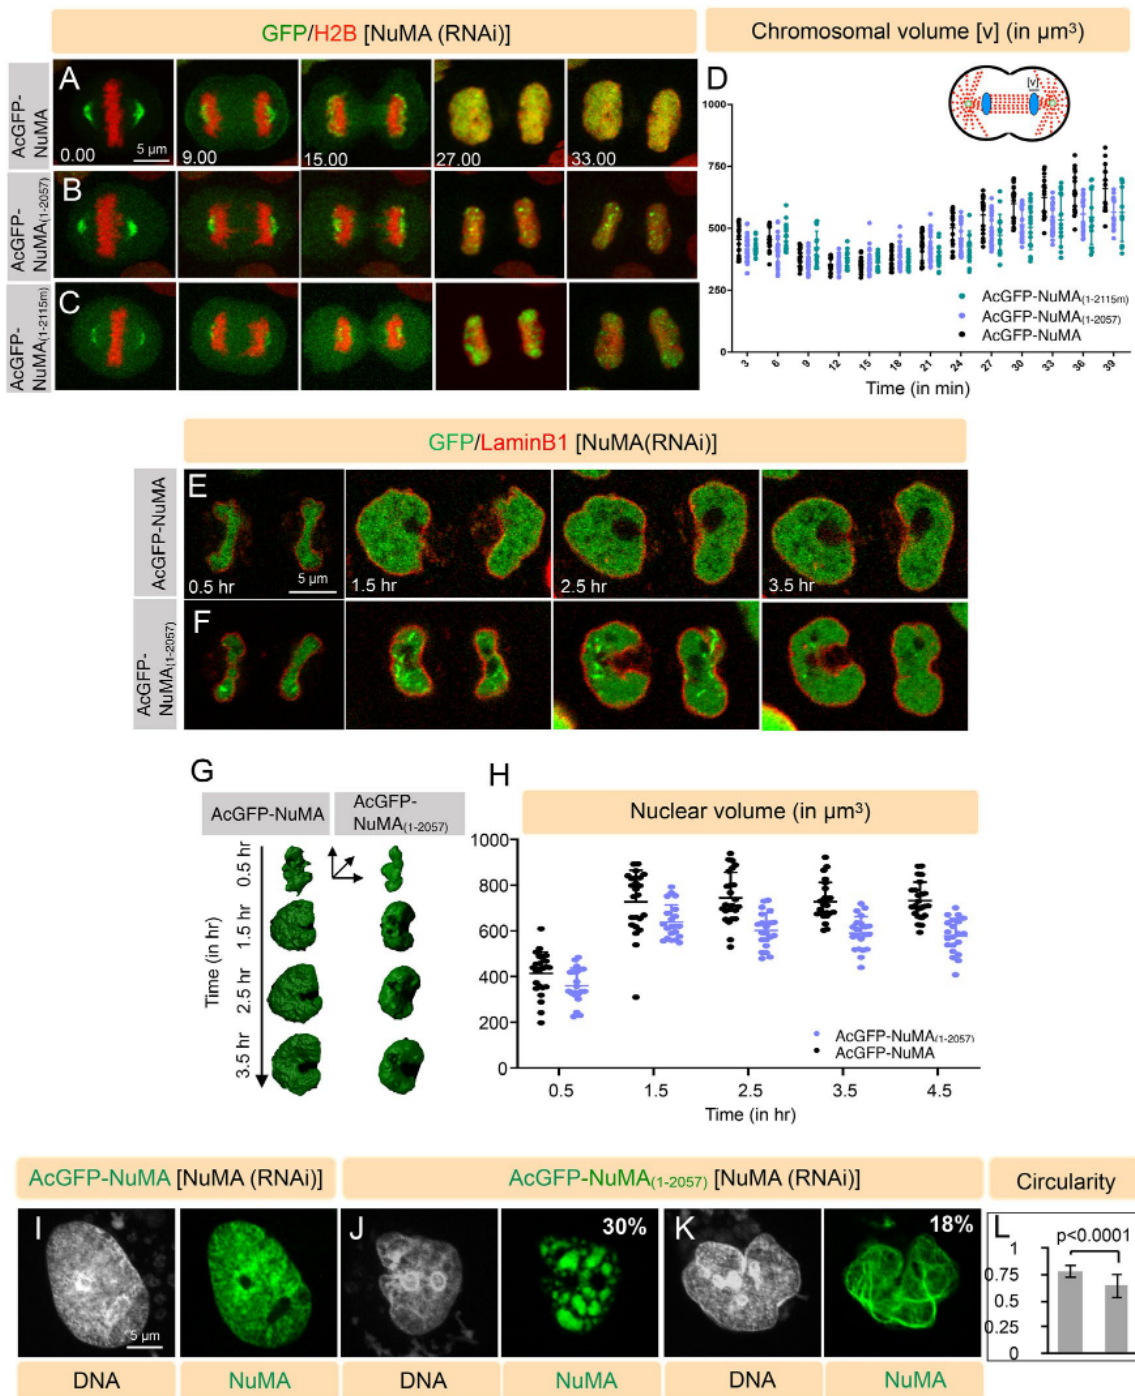 GFP/H2B [NuMA (RNAi)]
Chromosomal volume [v] (in µm³)
AcGFP-
NuMA
A
0.00
5 µm
9.00
15.00
27.00
33.00
AcGFP-
NuMA(1-2057)
B
AcGFP-
NuMA(1-2115m)
C
D
[v]
1000
750
500
250
0
3
6
9
12
15
18
21
24
27
30
33
36
39
AcGFP-NuMA(1-2115m)
AcGFP-NuMA(1-2057)
AcGFP-NuMA
Time (in min)
GFP/LaminB1 [NuMA(RNAi)]
AcGFP-NuMA
E
0.5 hr
5 µm
1.5 hr
2.5 hr
3.5 hr
AcGFP-
NuMA(1-2057)
F
G
AcGFP-NuMA
AcGFP-
NuMA(1-2057)
Time (in hr)
0.5 hr
1.5 hr
2.5 hr
3.5 hr
H
Nuclear volume (in µm³)
1000
800
600
400
200
0
0.5
1.5
2.5
3.5
4.5
AcGFP-NuMA(1-2057)
AcGFP-NuMA
Time (in hr)
AcGFP-NuMA [NuMA (RNAi)]
AcGFP-NuMA(1-2057) [NuMA (RNAi)]
Circularity
I
5 µm
J
30%
K
18%
L
p<0.0001
1
0.75
0.5
0.25
0
DNA
NuMA
DNA
NuMA
DNA
NuMA